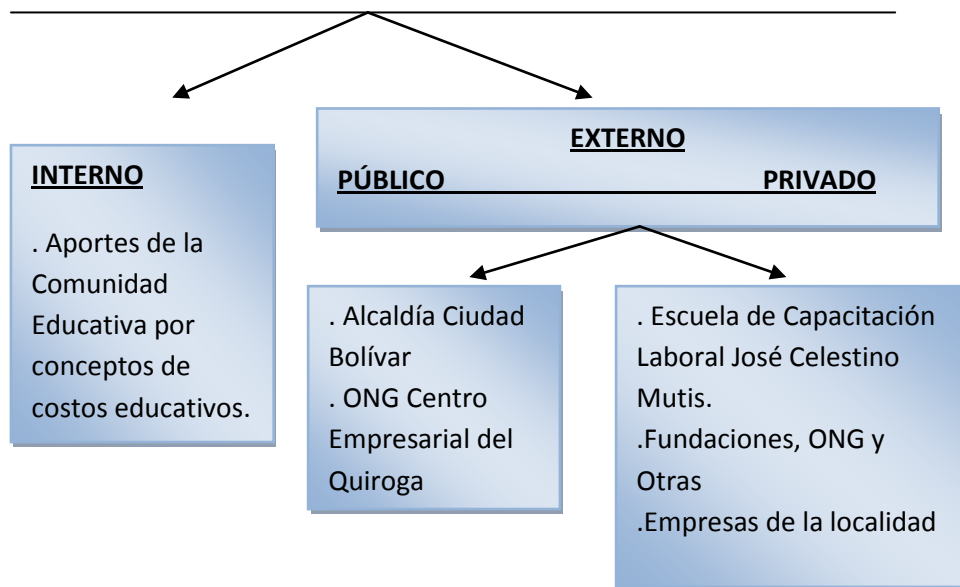 INTERNO
. Aportes de la
Comunidad
Educativa por
conceptos de
costos educativos.
EXTERNO
PÚBLICO PRIVADO
. Alcaldía Ciudad
Bolívar
. ONG Centro
Empresarial del
Quiroga
. Escuela de Capacitación
Laboral José Celestino
Mutis.
.Fundaciones, ONG y
Otras
.Empresas de la localidad